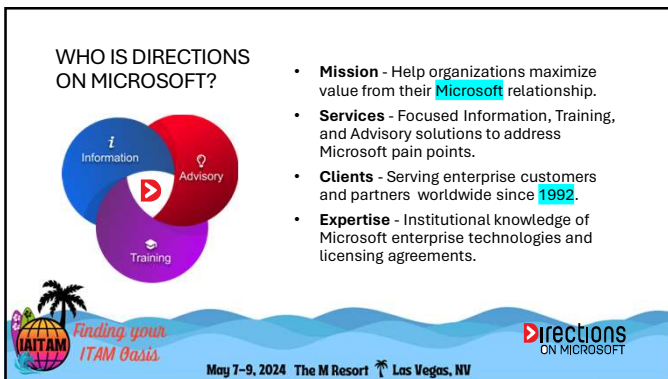 WHO IS DIRECTIONS
ON MICROSOFT?
i
Information
Advisory
Training
• Mission - Help organizations maximize
value from their Microsoft relationship.
• Services - Focused Information, Training,
and Advisory solutions to address
Microsoft pain points.
• Clients - Serving enterprise customers
and partners worldwide since 1992.
• Expertise - Institutional knowledge of
Microsoft enterprise technologies and
licensing agreements.
IAITAM
Finding your
ITAM Oasis
May 7-9, 2024 The M Resort Las Vegas, NV
Directions
ON MICROSOFT